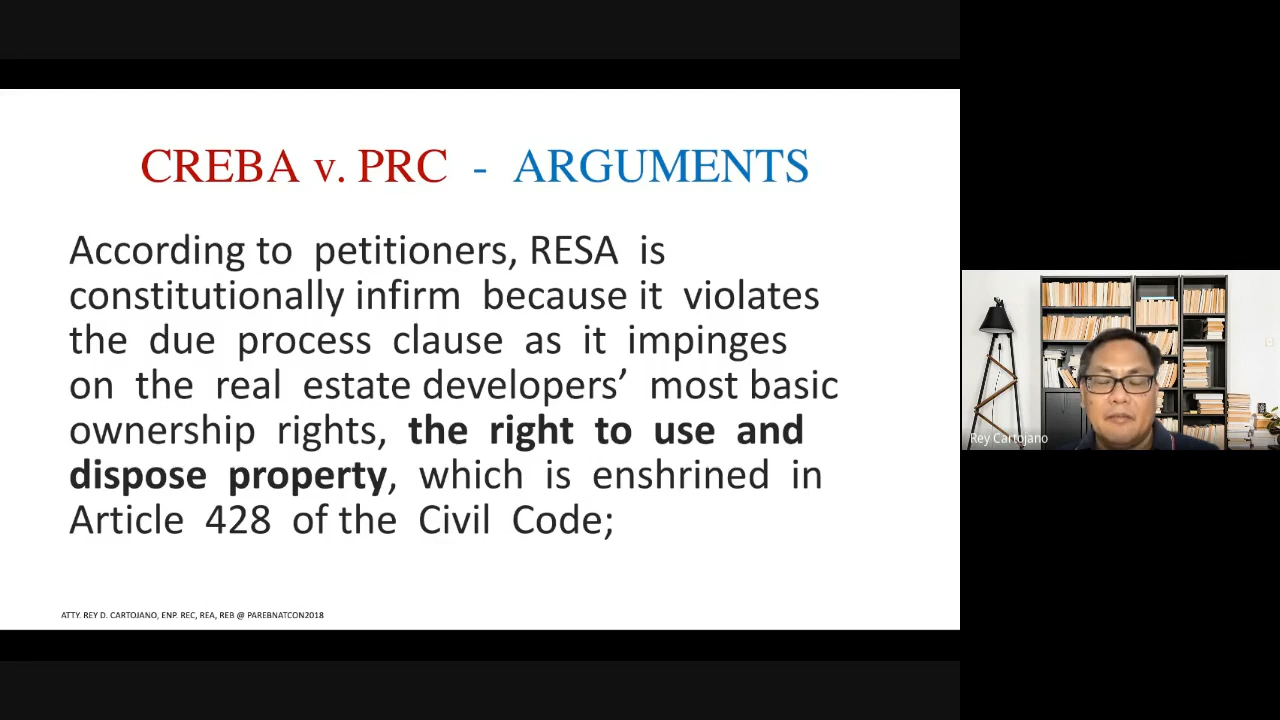 CREBA v. PRC - ARGUMENTS
According to petitioners, RESA is
constitutionally infirm because it violates
the due process clause as it impinges
on the real estate developers’ most basic
ownership rights, the right to use and
dispose property, which is enshrined in
Article 428 of the Civil Code;
ATTY. REY D. CARTOJANO, ENP. REC, REA, REB @ PAREBNATCON2018
Rey Cartojano